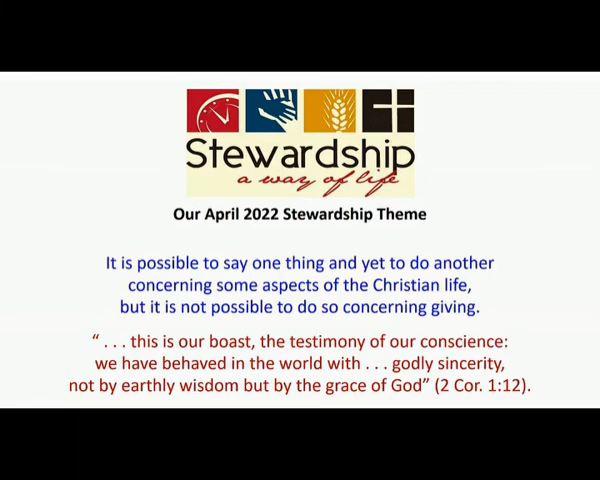 Stewardship
a way of life
Our April 2022 Stewardship Theme
It is possible to say one thing and yet to do another
concerning some aspects of the Christian life,
but it is not possible to do so concerning giving.
“ . . . this is our boast, the testimony of our conscience:
we have behaved in the world with . . . godly sincerity,
not by earthly wisdom but by the grace of God” (2 Cor. 1:12).